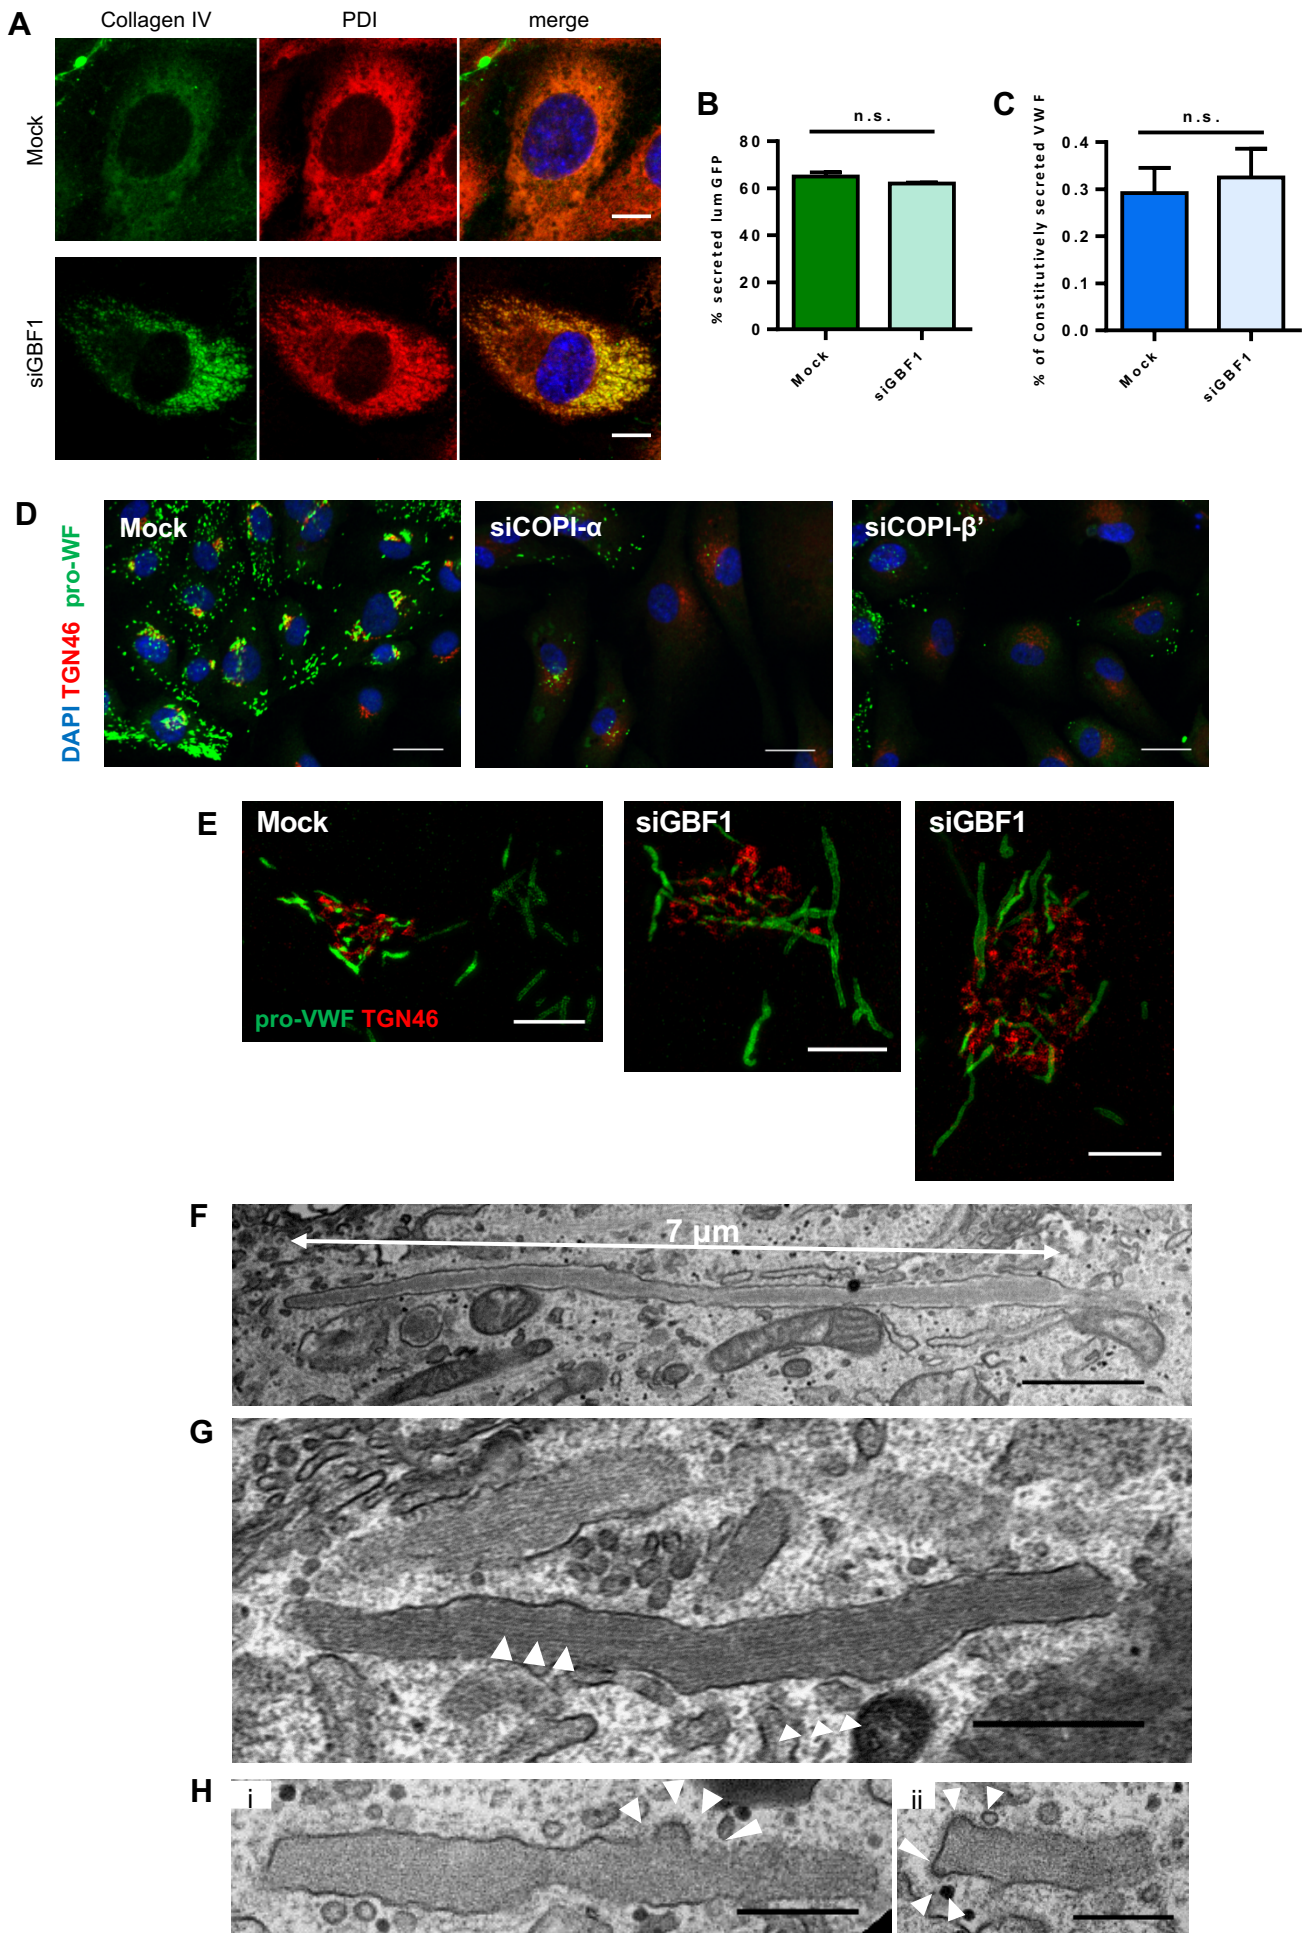 A
Collagen IV
PDI
merge
Mock
siGBF1
B
n.s.
% secreted lumGFP
80
60
40
20
0
Mock
siGBF1
C
n.s.
% of Constitutively secreted VWF
0.4
0.3
0.2
0.1
0.0
Mock
siGBF1
D
DAPI TGN46 pro-WF
Mock
siCOPI-α
siCOPI-β’
E
Mock
pro-VWF TGN46
siGBF1
siGBF1
F
7 µm
G
H
i
ii